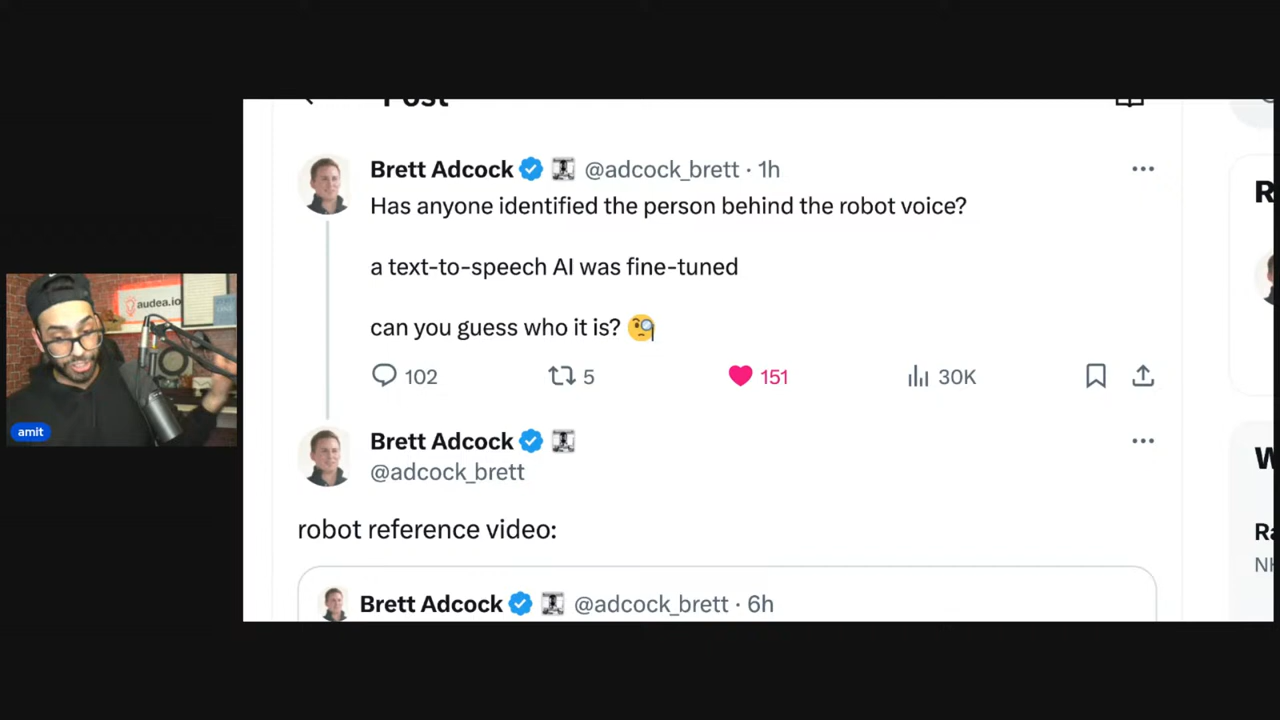 Post
Brett Adcock @adcock_brett · 1h
Has anyone identified the person behind the robot voice?
a text-to-speech AI was fine-tuned
can you guess who it is? 🧐
102 5 151 30K
Brett Adcock
@adcock_brett
robot reference video:
Brett Adcock @adcock_brett · 6h
audea.io
amit